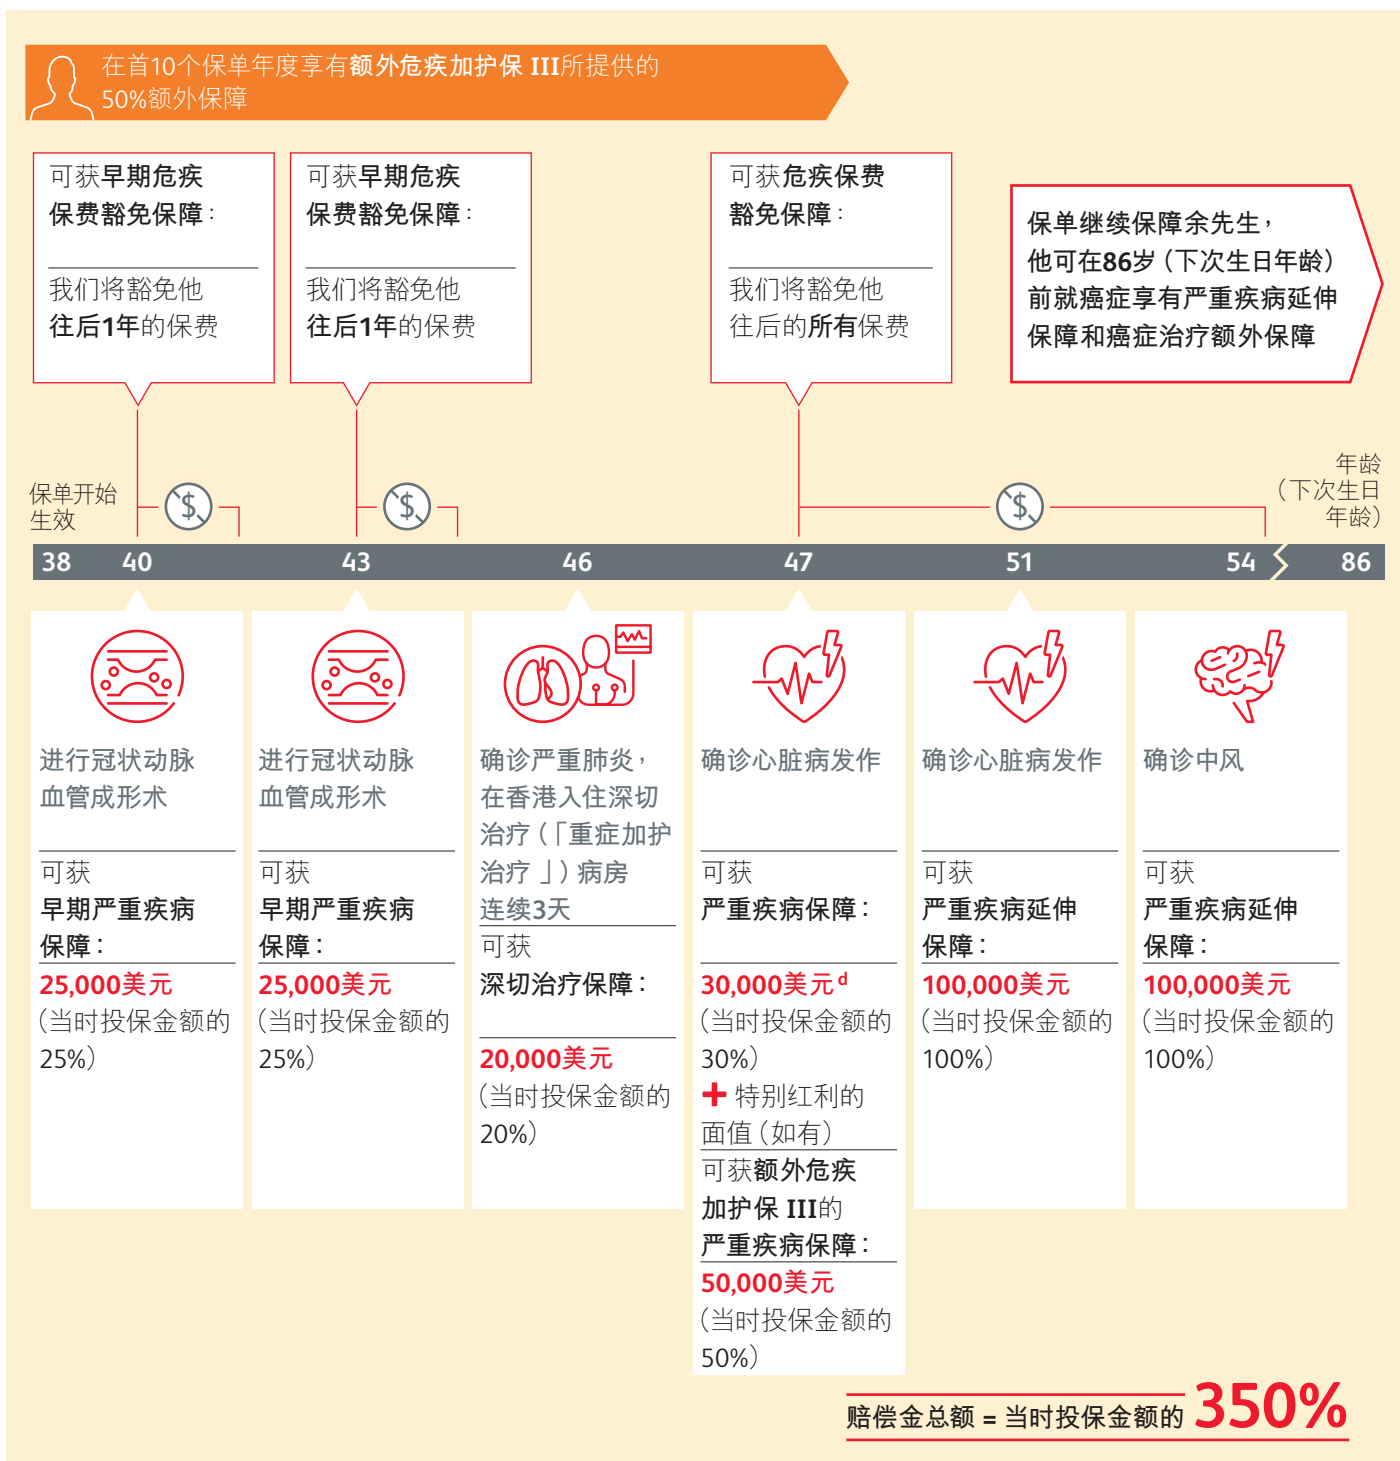 在首10个保单年度享有额外危疾加护保 III所提供的
50%额外保障
可获早期危疾
保费豁免保障：
我们将豁免他
往后1年的保费
可获早期危疾
保费豁免保障：
我们将豁免他
往后1年的保费
可获危疾保费
豁免保障：
我们将豁免他
往后的所有保费
保单继续保障余先生，
他可在86岁（下次生日年龄）
前就癌症享有严重疾病延伸
保障和癌症治疗额外保障
保单开始
生效
$
$
$
年龄
（下次生日
年龄）
38 40 43 46 47 51 54 86
进行冠状动脉
血管成形术
可获
早期严重疾病
保障：
25,000美元
（当时投保金额的
25%）
进行冠状动脉
血管成形术
可获
早期严重疾病
保障：
25,000美元
（当时投保金额的
25%）
确诊严重肺炎，
在香港入住深切
治疗（「重症加护
治疗 」）病房
连续3天
可获
深切治疗保障：
20,000美元
（当时投保金额的
20%）
确诊心脏病发作
可获
严重疾病保障：
30,000美元 d
（当时投保金额的
30%）
+ 特别红利的
面值（如有）
可获额外危疾
加护保 III的
严重疾病保障：
50,000美元
（当时投保金额的
50%）
确诊心脏病发作
可获
严重疾病延伸
保障：
100,000美元
（当时投保金额的
100%）
确诊中风
可获
严重疾病延伸
保障：
100,000美元
（当时投保金额的
100%）
赔偿金总额 = 当时投保金额的 350%